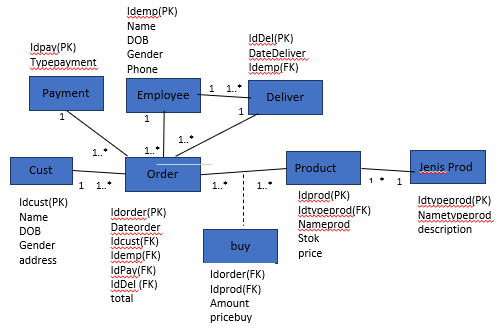 Idemp(PK)
Name
DOB
Gender
Phone
Idpay(PK)
Typepayment
IdDel(PK)
DateDeliver
Idemp(FK)
Payment
Employee
Deliver
1
1..*
1
1
1
1..*
1..*
1..*
Cust
Order
Product
Jenis Prod
1
1..*
1..*
1..*
1..*
1
Idcust(PK)
Name
DOB
Gender
address
Idorder(PK)
Dateorder
Idcust(FK)
Idemp(FK)
IdPay(FK)
IdDel (FK)
total
Idprod(PK)
Idtypeprod(FK)
Nameprod
Stok
price
Idtypeprod(PK)
Nametypeprod
description
buy
Idorder(FK)
Idprod(FK)
Amount
pricebuy